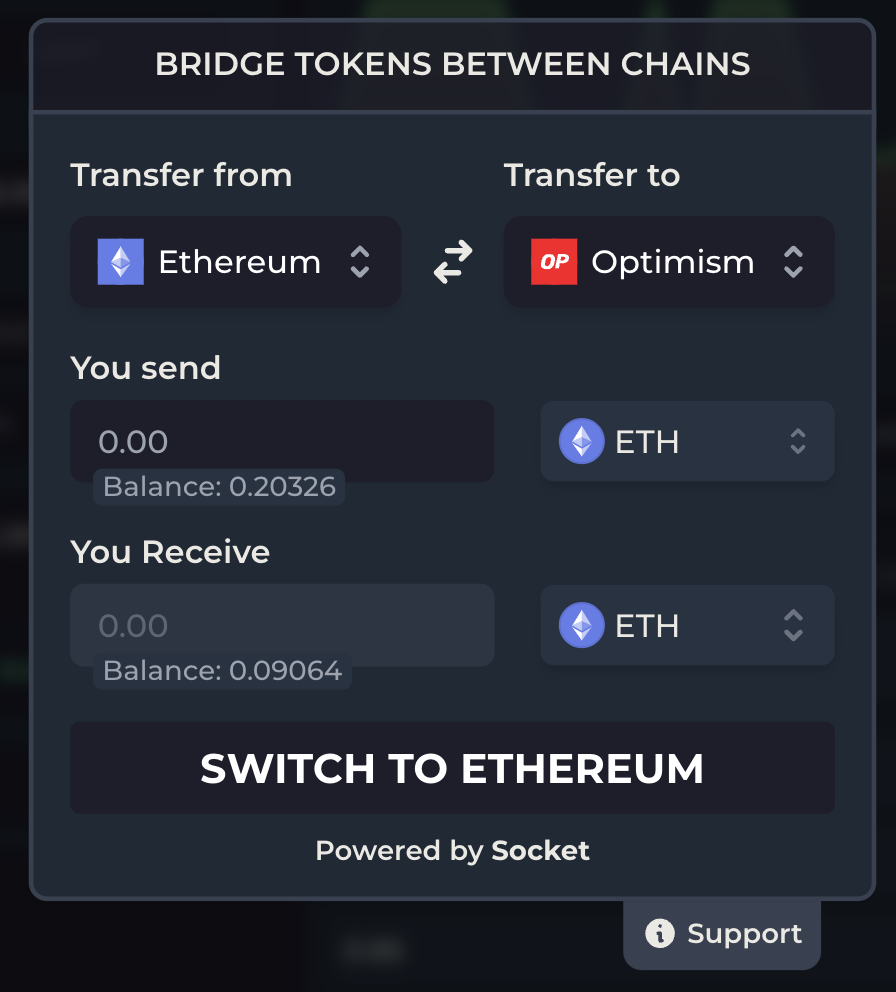 BRIDGE TOKENS BETWEEN CHAINS
Transfer from
Transfer to
Ethereum
OP Optimism
You send
0.00
ETH
Balance: 0.20326
You Receive
0.00
ETH
Balance: 0.09064
SWITCH TO ETHEREUM
Powered by Socket
Support